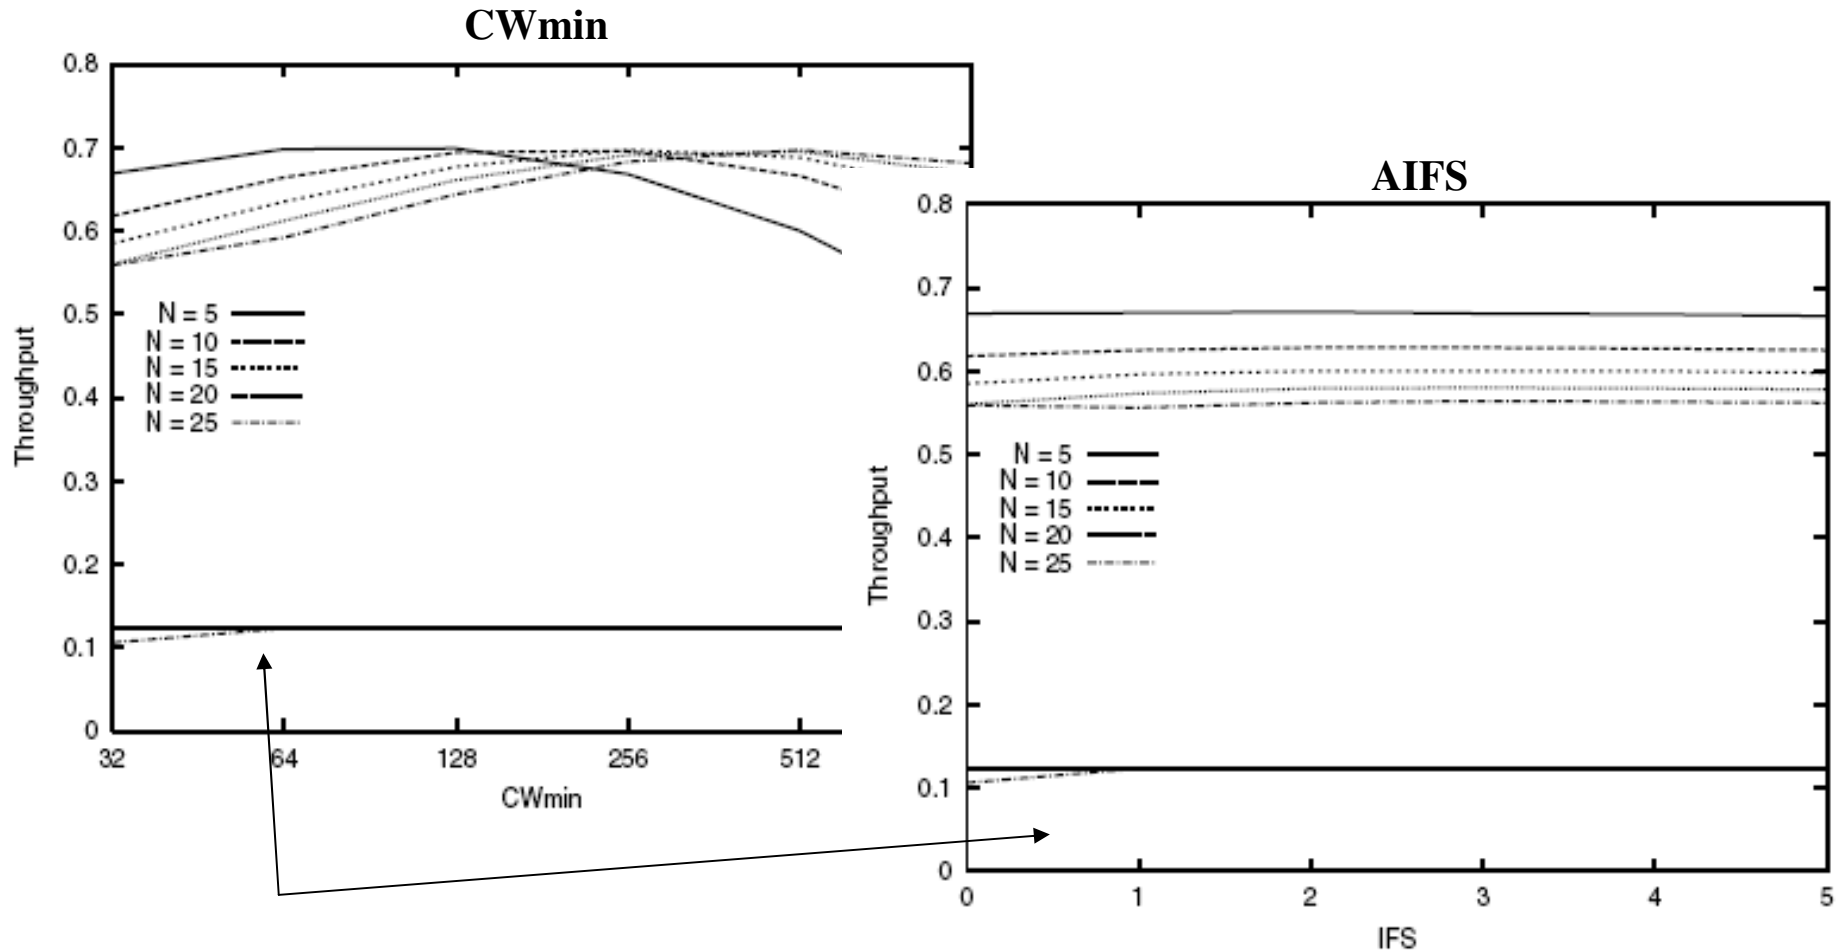 CWmin
0.8
0.7
0.6
0.5
0.4
0.3
0.2
0.1
0
Throughput
N = 5
N = 10
N = 15
N = 20
N = 25
32 64 128 256 512
CWmin
AIFS
0.8
0.7
0.6
0.5
0.4
0.3
0.2
0.1
0
Throughput
N = 5
N = 10
N = 15
N = 20
N = 25
0 1 2 3 4 5
IFS